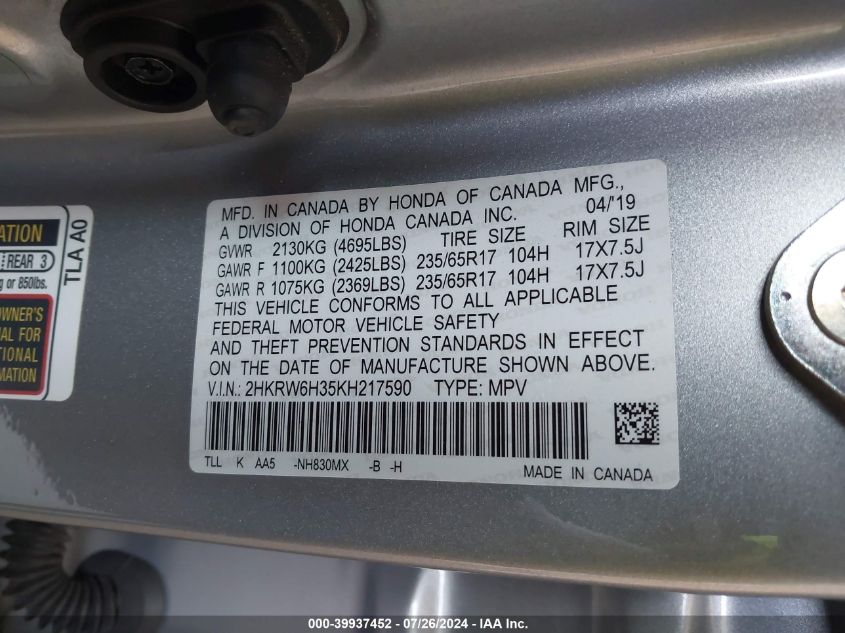 ATION
REAR 3
g or 850lbs.
TLA A0
OWNER'S
AL FOR
TIONAL
MATION
MFD. IN CANADA BY HONDA OF CANADA MFG.,
A DIVISION OF HONDA CANADA INC. 04/'19
GVWR 2130KG (4695LBS) TIRE SIZE RIM SIZE
GAWR F 1100KG (2425LBS) 235/65R17 104H 17X7.5J
GAWR R 1075KG (2369LBS) 235/65R17 104H 17X7.5J
THIS VEHICLE CONFORMS TO ALL APPLICABLE
FEDERAL MOTOR VEHICLE SAFETY
AND THEFT PREVENTION STANDARDS IN EFFECT
ON THE DATE OF MANUFACTURE SHOWN ABOVE.
V.I.N.: 2HKRW6H35KH217590 TYPE: MPV
TLL K AA5 -NH830MX -B -H
MADE IN CANADA
000-39937452 - 07/26/2024 - IAA Inc.